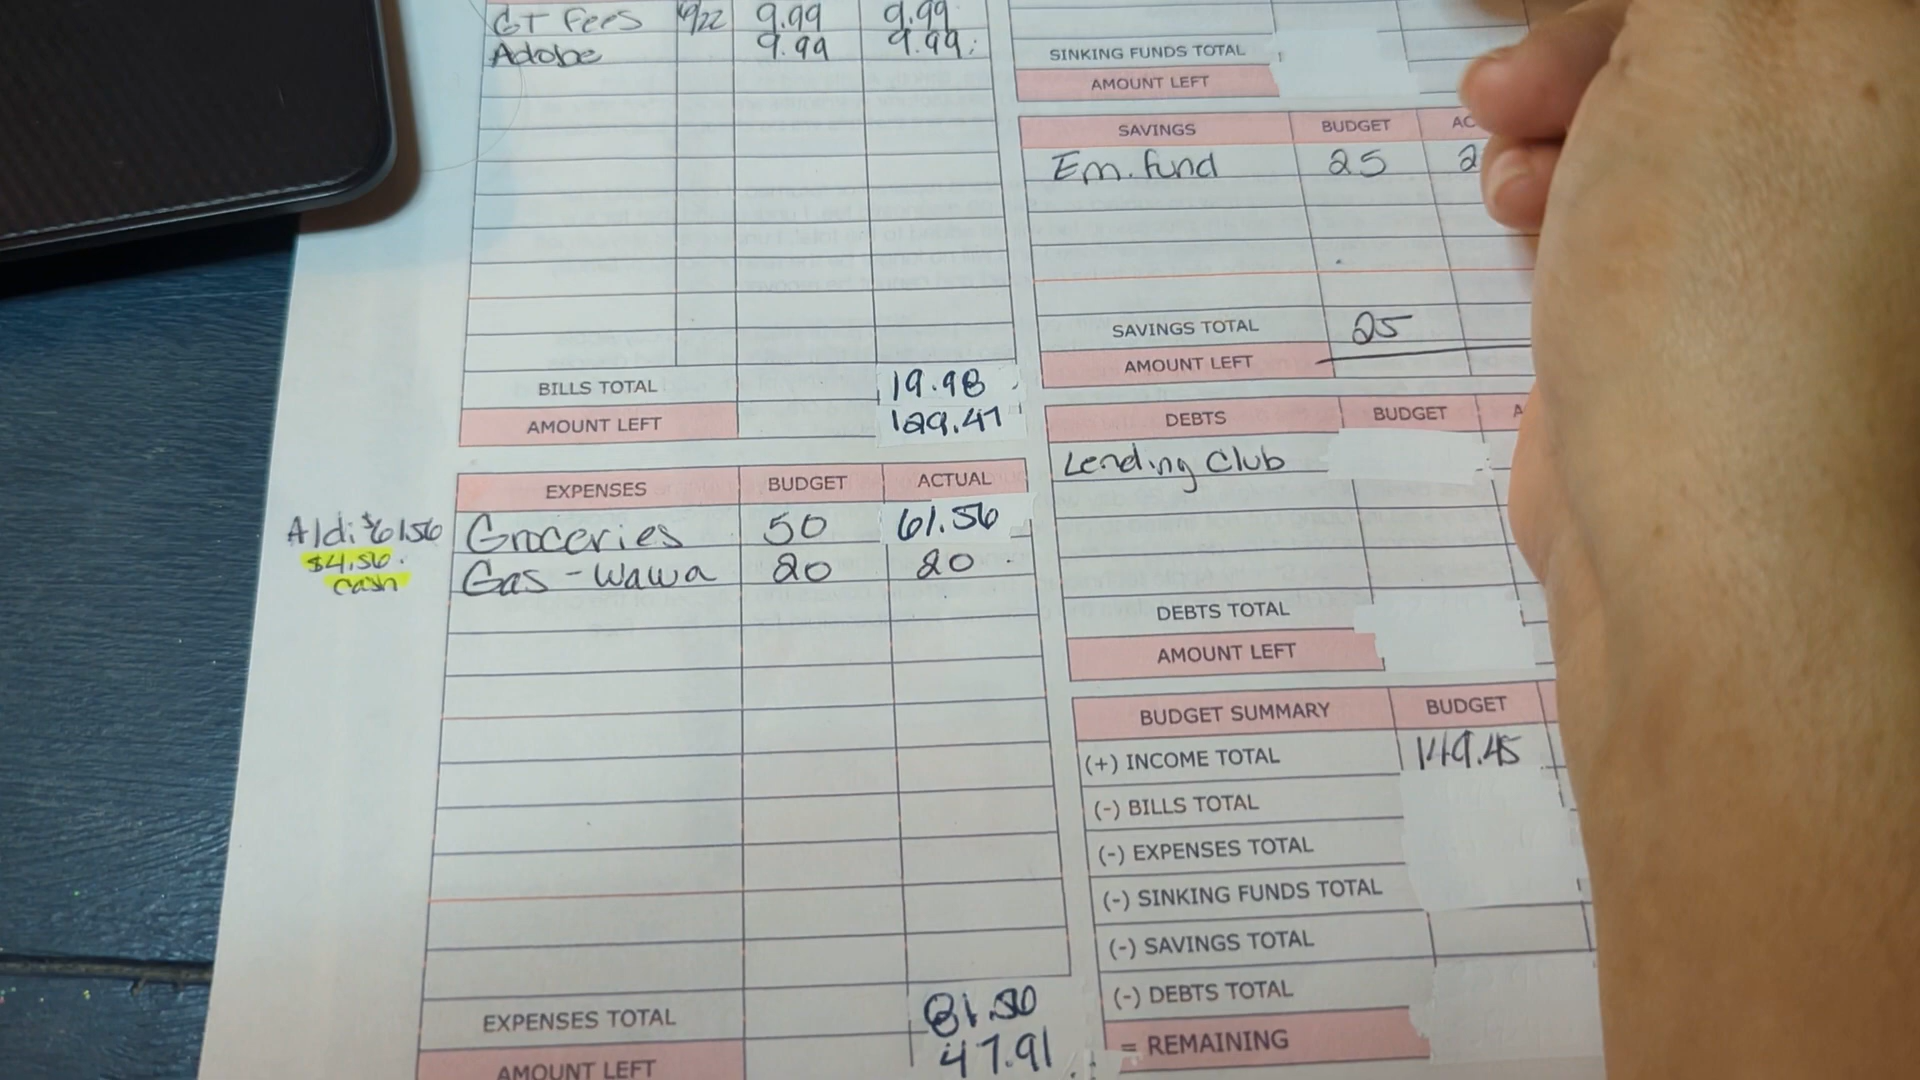 GT Fees 9/22 9.99 9.99
Adobe 9.99 9.99
BILLS TOTAL 19.98
AMOUNT LEFT 129.47
EXPENSES BUDGET ACTUAL
Aldi $61.56 Groceries 50 61.56
$4.56 Gas - Wawa 20 20
cash
EXPENSES TOTAL
AMOUNT LEFT 47.91
SINKING FUNDS TOTAL
AMOUNT LEFT
SAVINGS BUDGET AC
Em. fund 25 2
SAVINGS TOTAL 25
AMOUNT LEFT
DEBTS BUDGET A
Lending Club
DEBTS TOTAL
AMOUNT LEFT
BUDGET SUMMARY BUDGET
(+) INCOME TOTAL 149.45
(-) BILLS TOTAL
(-) EXPENSES TOTAL
(-) SINKING FUNDS TOTAL
(-) SAVINGS TOTAL
(-) DEBTS TOTAL
= REMAINING